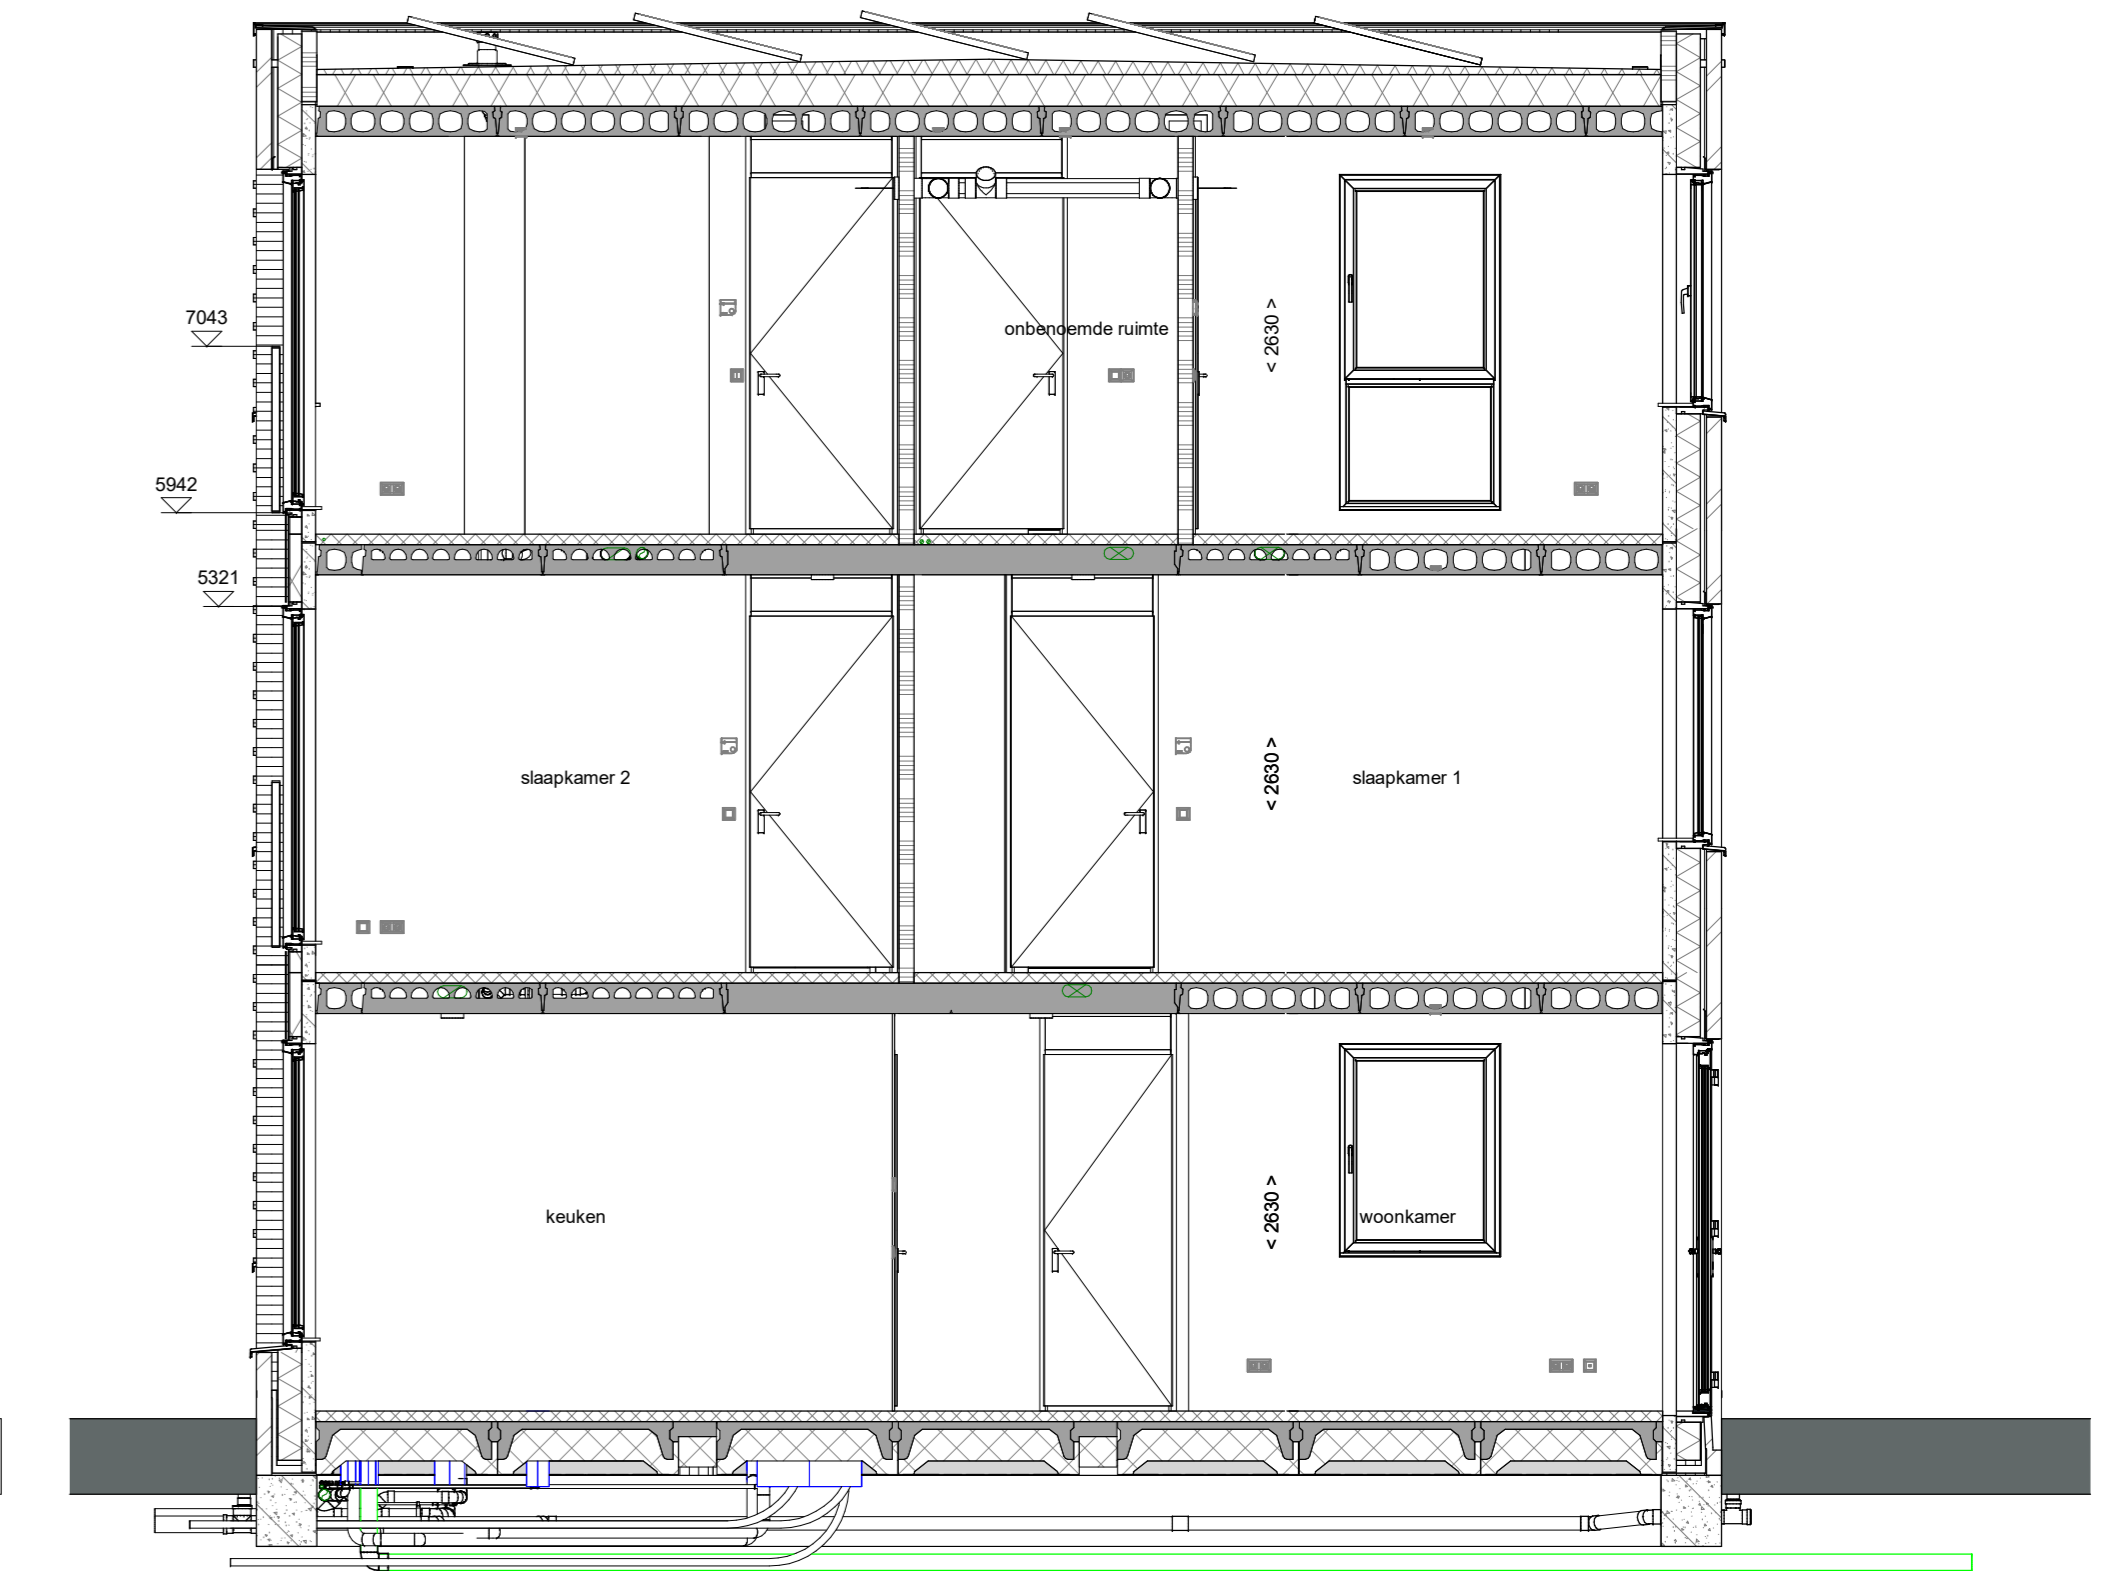 7043
onbenoemde ruimte
< 2630 >
5942
5321
slaapkamer 2
< 2630 >
slaapkamer 1
keuken
< 2630 >
woonkamer